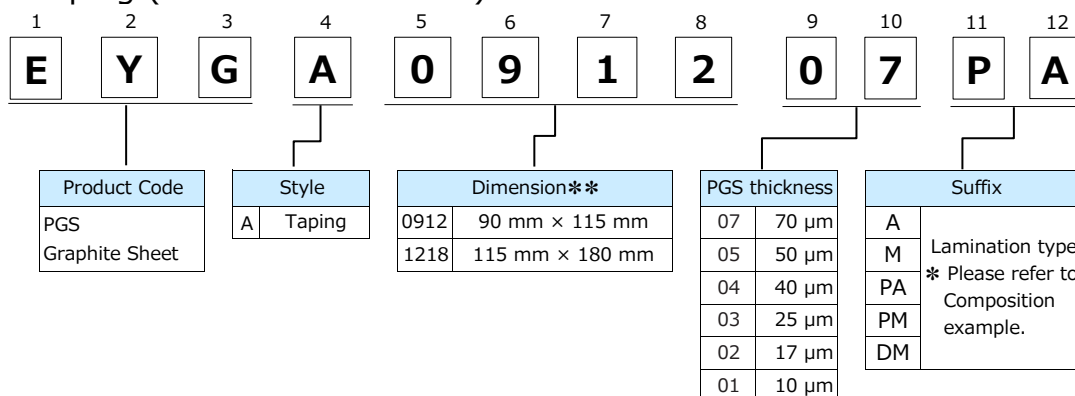 1 2 3 4 5 6 7 8 9 10 11 12
E Y G A 0 9 1 2 0 7 P A
Product Code
PGS
Graphite Sheet
Style
A Taping
Dimension✱✱
0912 90 mm × 115 mm
1218 115 mm × 180 mm
PGS thickness
07 70 μm
05 50 μm
04 40 μm
03 25 μm
02 17 μm
01 10 μm
Suffix
A
M
PA
PM
DM
Lamination type
✱ Please refer to
Composition
example.